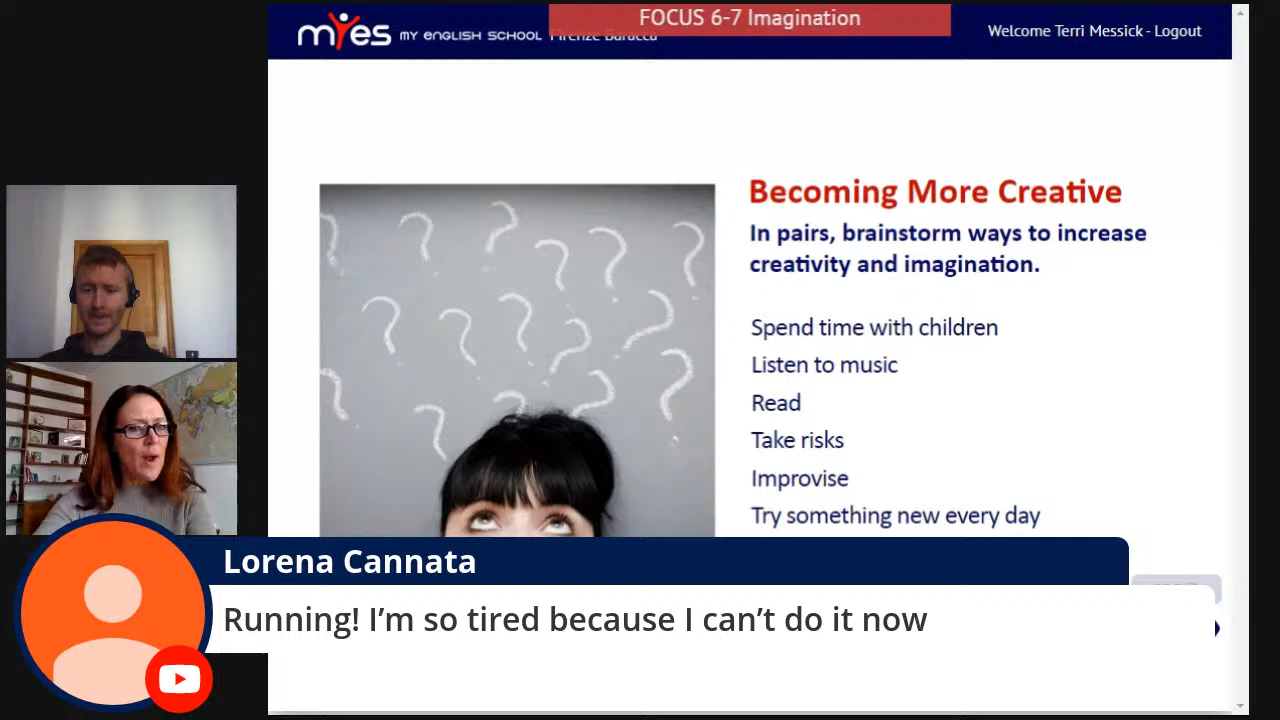 FOCUS 6-7 Imagination
myes MY ENGLISH SCHOOL Firenze Baracca
Welcome Terri Messick - Logout
Becoming More Creative
In pairs, brainstorm ways to increase
creativity and imagination.
Spend time with children
Listen to music
Read
Take risks
Improvise
Try something new every day
Lorena Cannata
Running! I’m so tired because I can’t do it now